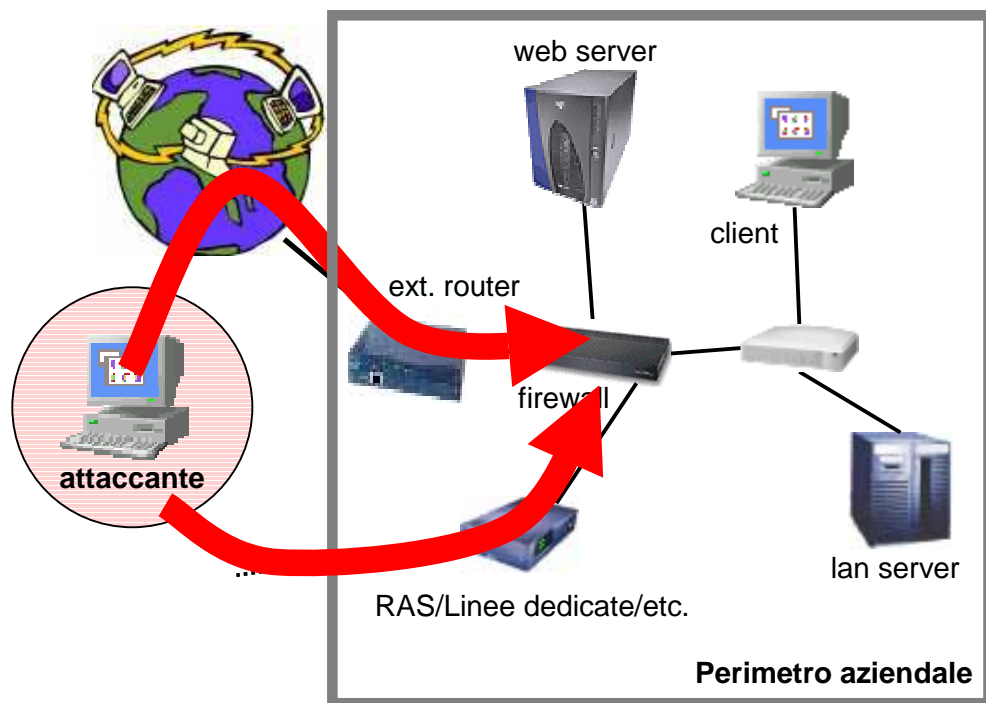 web server
client
ext. router
firewall
attaccante
lan server
RAS/Linee dedicate/etc.
Perimetro aziendale